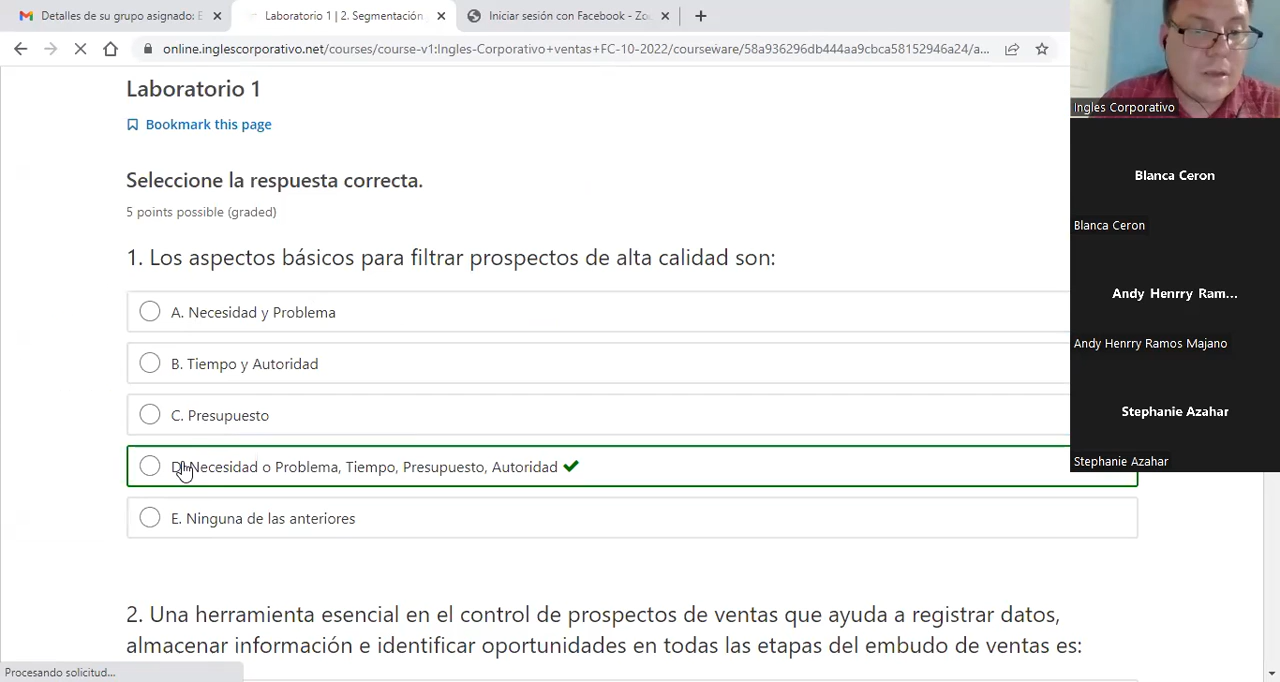 Detalles de su grupo asignado: E
Laboratorio 1 | 2. Segmentación
Iniciar sesión con Facebook - Zo
online.inglescorporativo.net/courses/course-v1:Ingles-Corporativo+ventas+FC-10-2022/courseware/58a936296db444aa9cbca58152946a24/a...
Laboratorio 1
Bookmark this page
Seleccione la respuesta correcta.
5 points possible (graded)
1. Los aspectos básicos para filtrar prospectos de alta calidad son:
A. Necesidad y Problema
B. Tiempo y Autoridad
C. Presupuesto
D. Necesidad o Problema, Tiempo, Presupuesto, Autoridad
E. Ninguna de las anteriores
2. Una herramienta esencial en el control de prospectos de ventas que ayuda a registrar datos,
almacenar información e identificar oportunidades en todas las etapas del embudo de ventas es:
Procesando solicitud...
Ingles Corporativo
Blanca Ceron
Blanca Ceron
Andy Henrry Ram...
Andy Henrry Ramos Majano
Stephanie Azahar
Stephanie Azahar